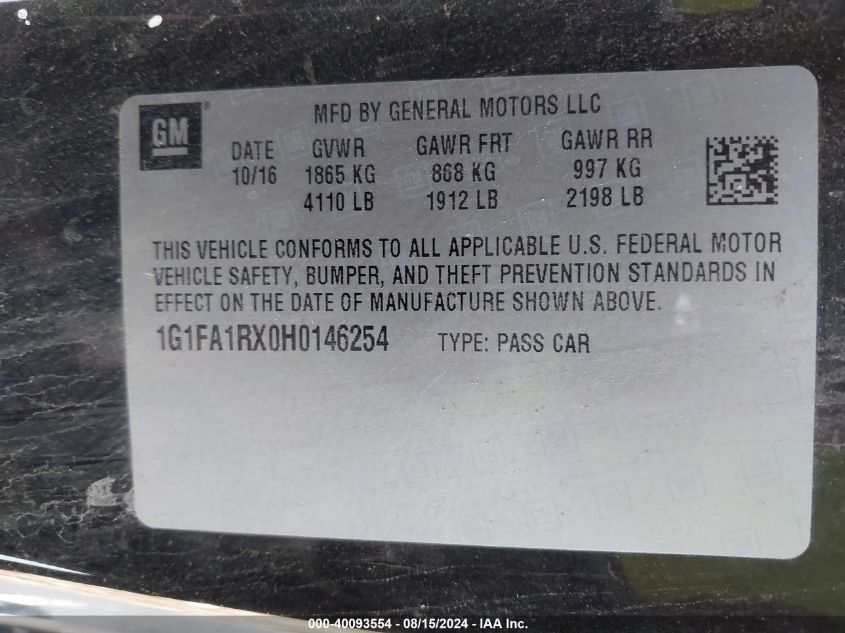 GM ®
MFD BY GENERAL MOTORS LLC
DATE GVWR GAWR FRT GAWR RR
10/16 1865 KG 868 KG 997 KG
4110 LB 1912 LB 2198 LB
THIS VEHICLE CONFORMS TO ALL APPLICABLE U.S. FEDERAL MOTOR
VEHICLE SAFETY, BUMPER, AND THEFT PREVENTION STANDARDS IN
EFFECT ON THE DATE OF MANUFACTURE SHOWN ABOVE.
1G1FA1RX0H0146254 TYPE: PASS CAR
000-40093554 - 08/15/2024 - IAA Inc.